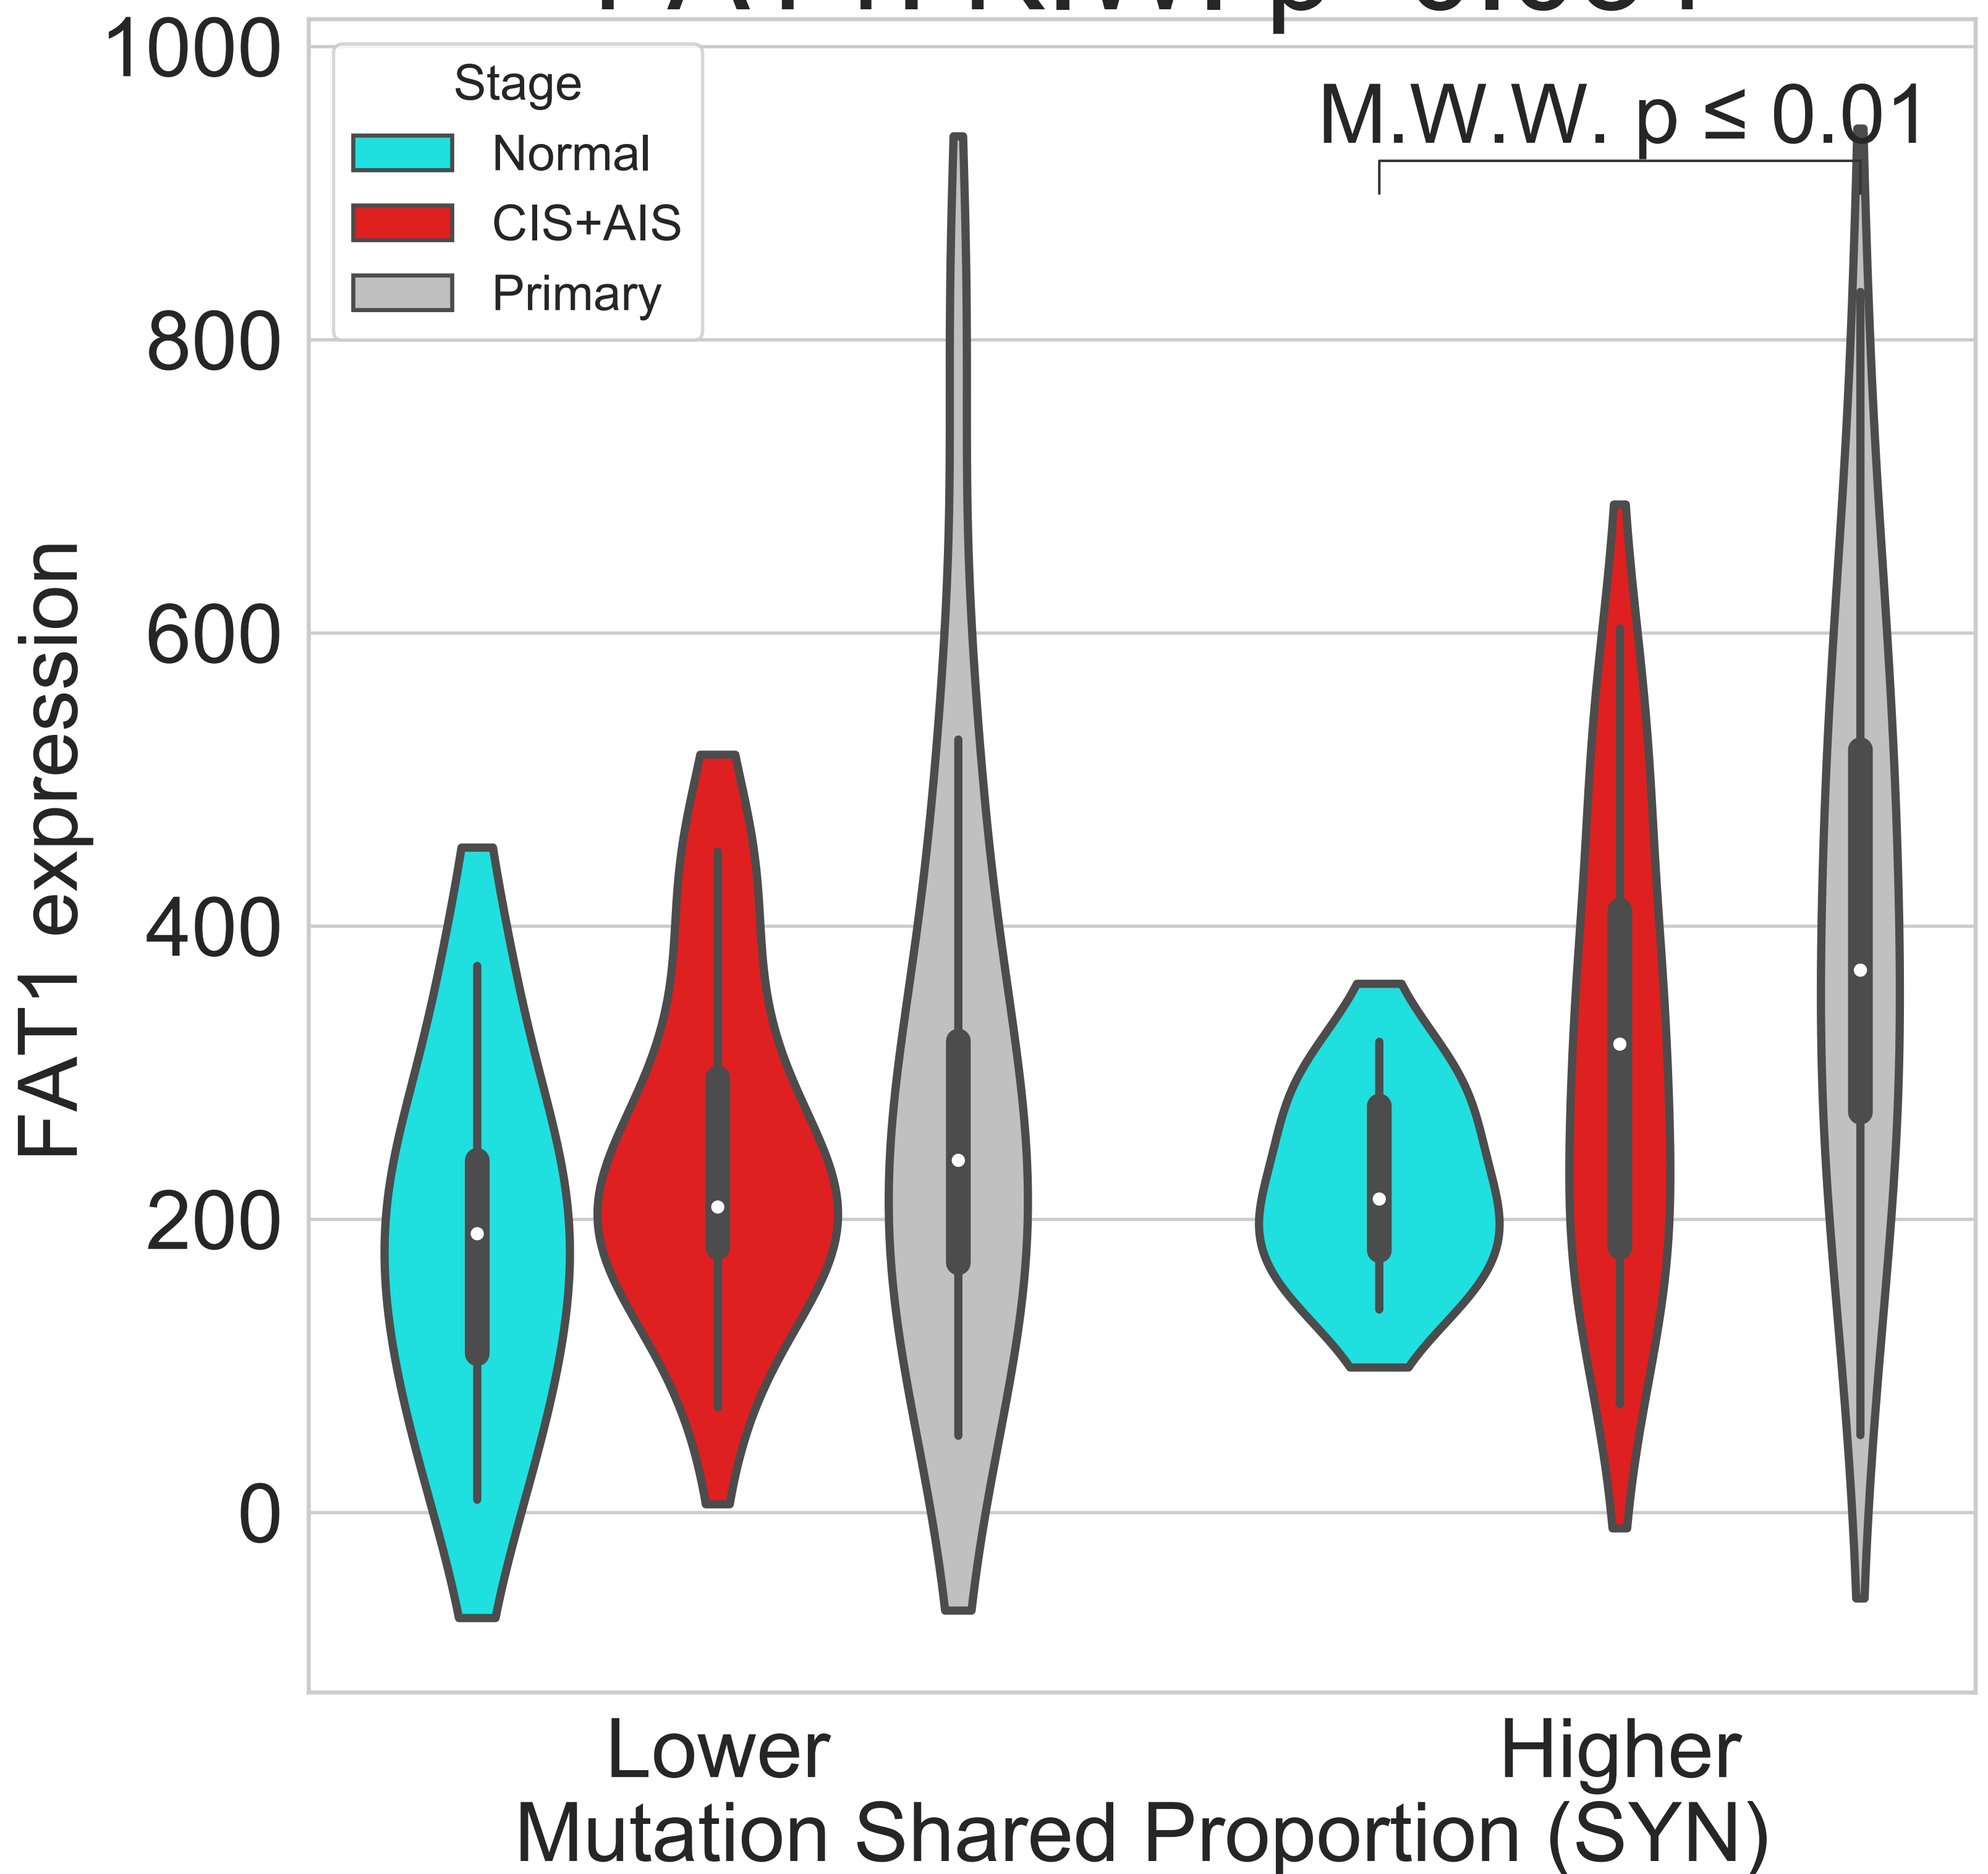 1000
800
600
400
200
0
FAT1 expression
Stage
Normal
CIS+AIS
Primary
M.W.W. p ≤ 0.01
Lower
Higher
Mutation Shared Proportion (SYN)